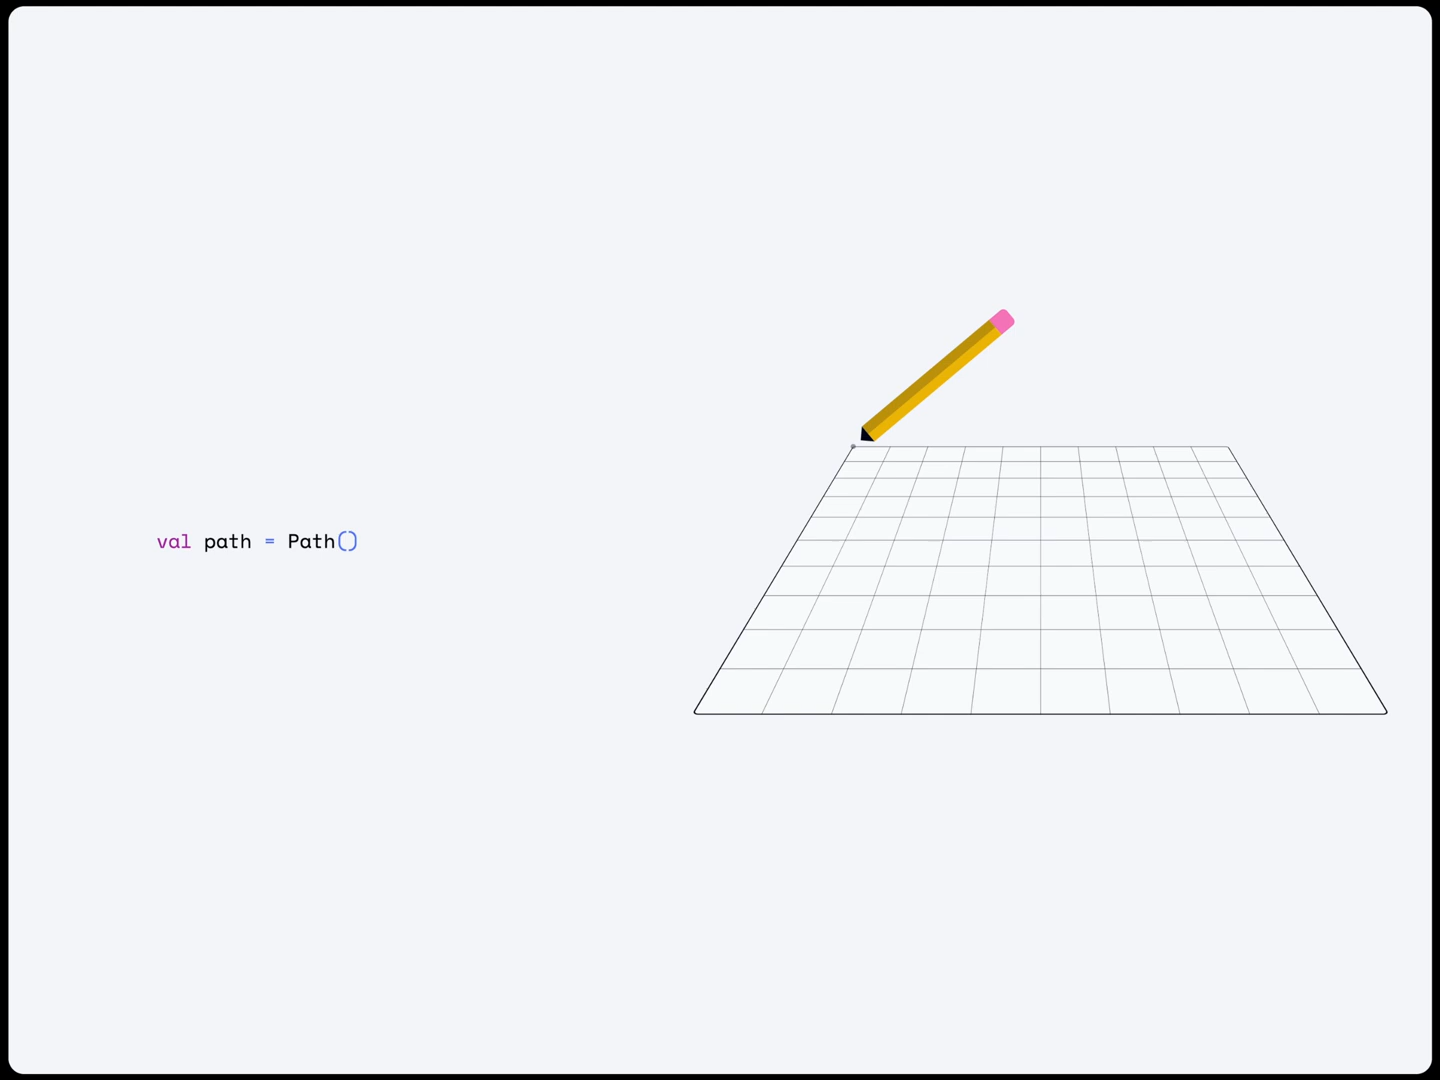 val path = Path()